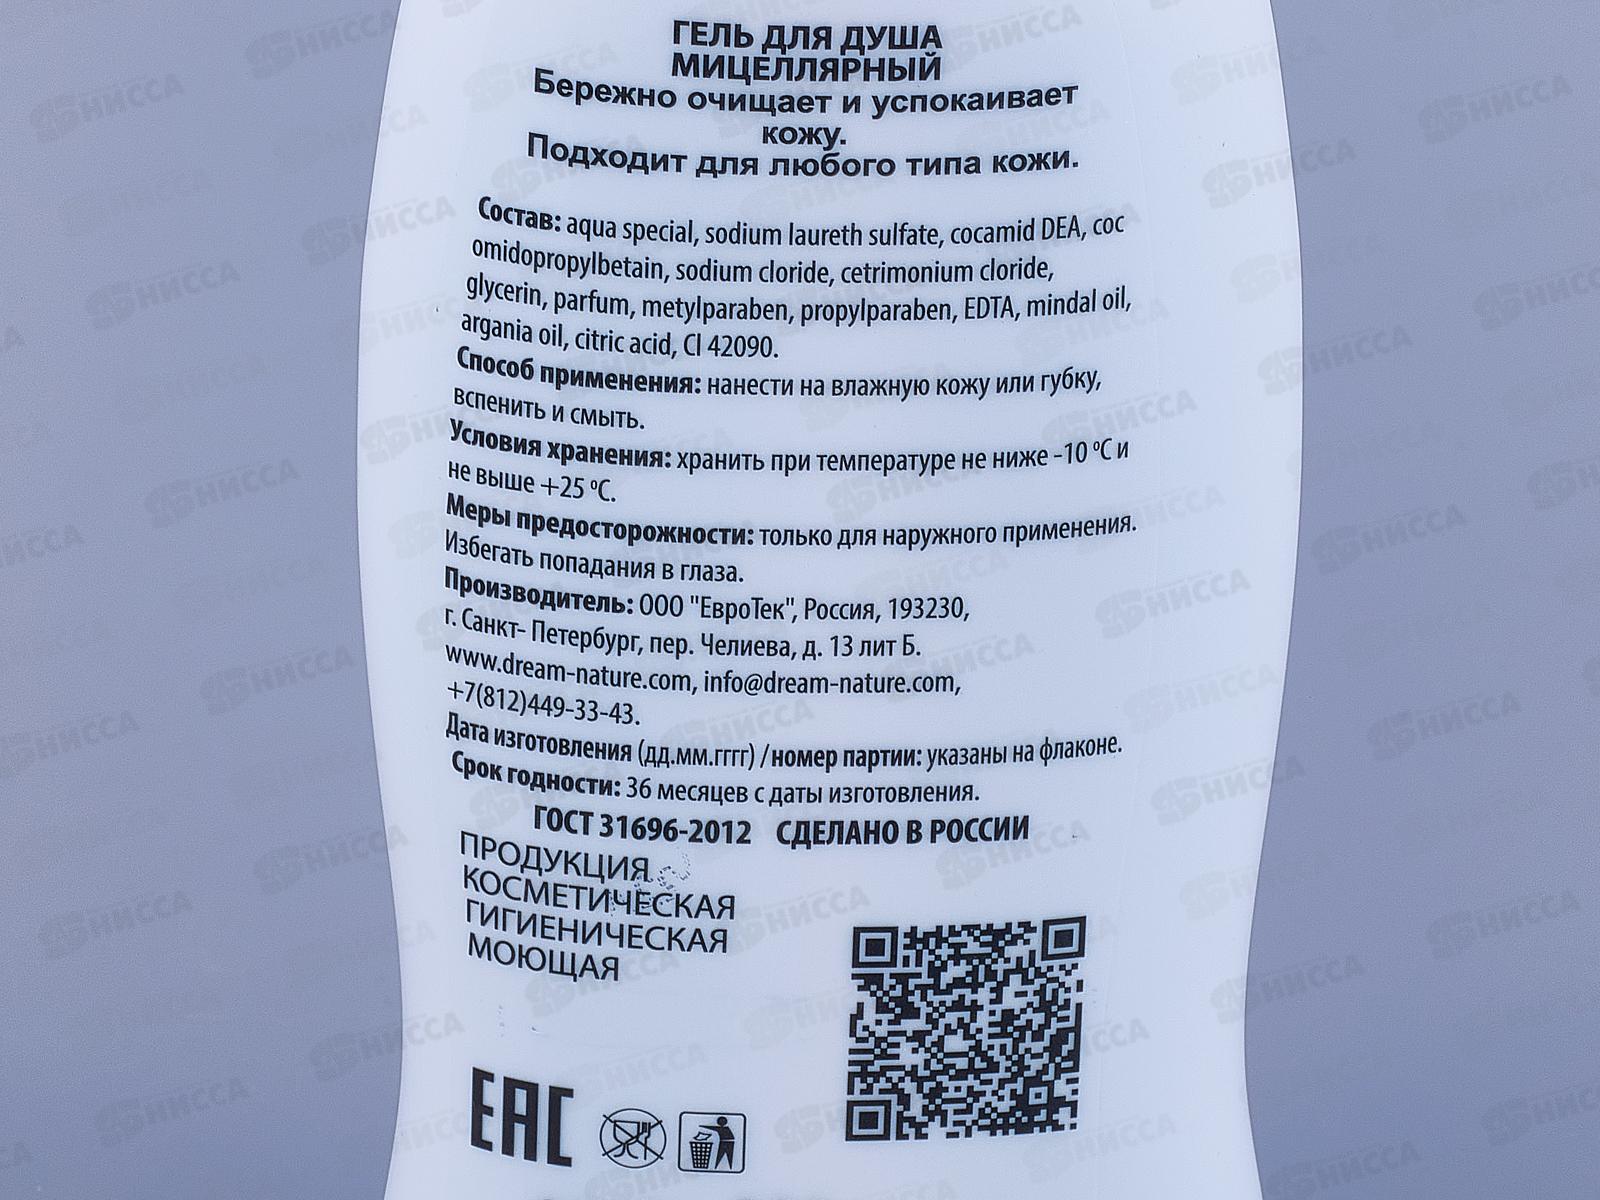 ГЕЛЬ ДЛЯ ДУША
МИЦЕЛЛЯРНЫЙ
Бережно очищает и успокаивает
кожу.
Подходит для любого типа кожи.
Состав: aqua special, sodium laureth sulfate, cocamid DEA, coc
omidopropylbetain, sodium cloride, cetrimonium cloride,
glycerin, parfum, metylparaben, propylparaben, EDTA, mindal oil,
argania oil, citric acid, CI 42090.
Способ применения: нанести на влажную кожу или губку,
вспенить и смыть.
Условия хранения: хранить при температуре не ниже -10 °C и
не выше +25 °C.
Меры предосторожности: только для наружного применения.
Избегать попадания в глаза.
Производитель: ООО "ЕвроТек", Россия, 193230,
г. Санкт- Петербург, пер. Челиева, д. 13 лит Б.
www.dream-nature.com, info@dream-nature.com,
+7(812)449-33-43.
Дата изготовления (дд.мм.гггг) /номер партии: указаны на флаконе.
Срок годности: 36 месяцев с даты изготовления.
ГОСТ 31696-2012 СДЕЛАНО В РОССИИ
ПРОДУКЦИЯ
КОСМЕТИЧЕСКАЯ
ГИГИЕНИЧЕСКАЯ
МОЮЩАЯ
EAC
НИССА